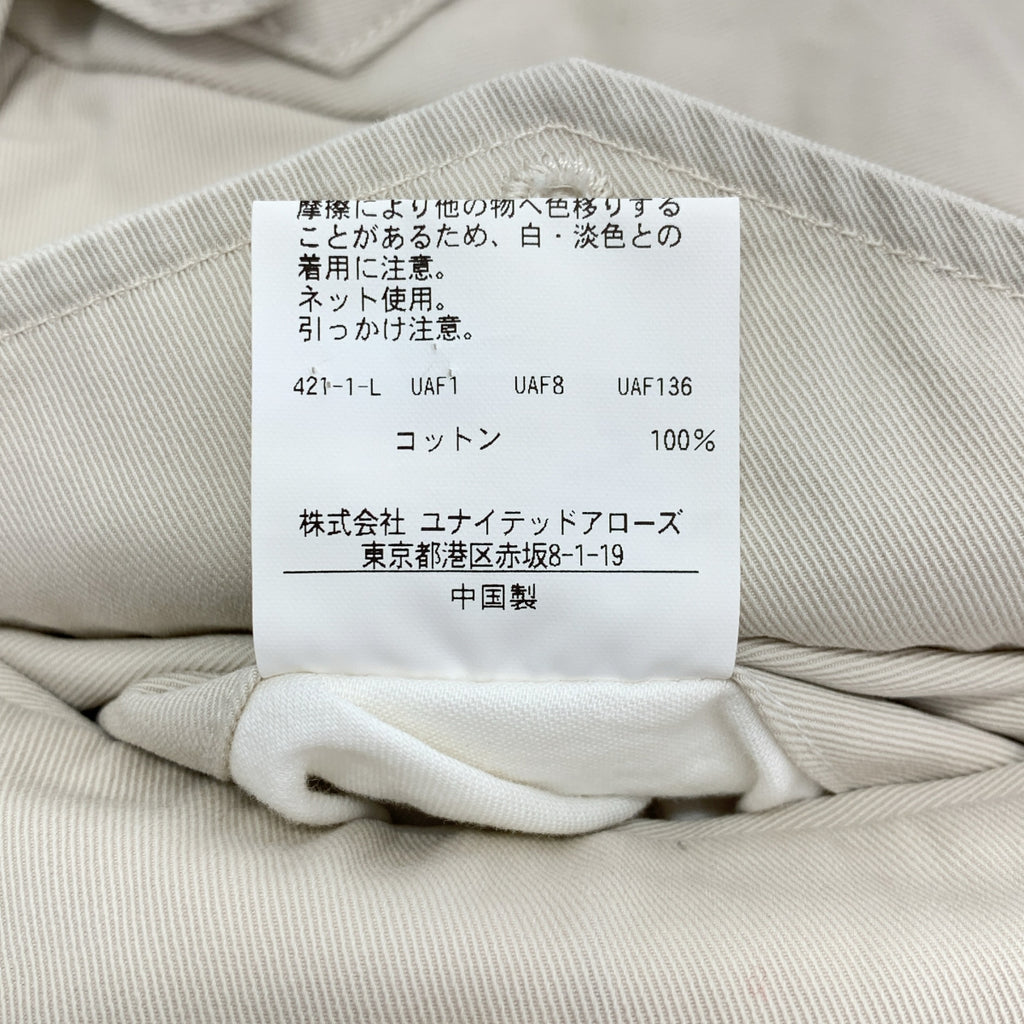 摩擦により他の物へ色移りする
ことがあるため、白・淡色との
着用に注意。
ネット使用。
引っかけ注意。
421-1-L UAF1 UAF8 UAF136
コットン 100%
株式会社 ユナイテッドアローズ
東京都港区赤坂8-1-19
中国製